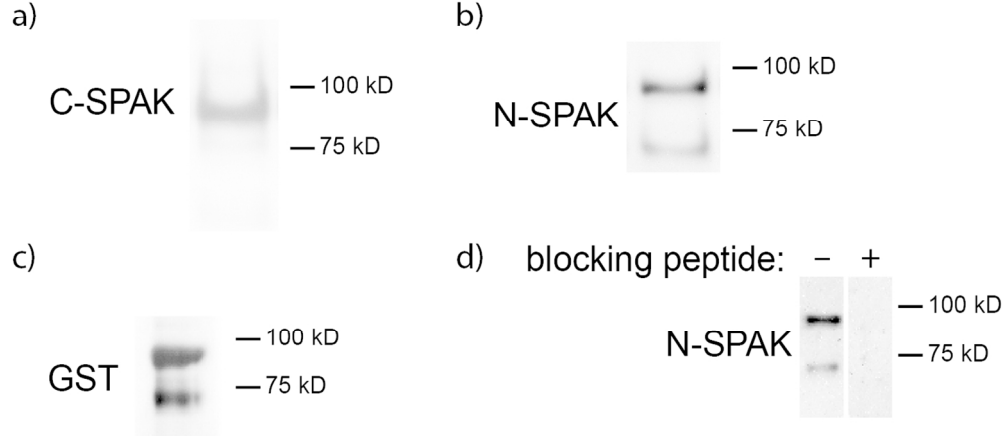 a)
C-SPAK
100 kD
75 kD
b)
N-SPAK
100 kD
75 kD
c)
GST
100 kD
75 kD
d)
blocking peptide: – +
N-SPAK
100 kD
75 kD